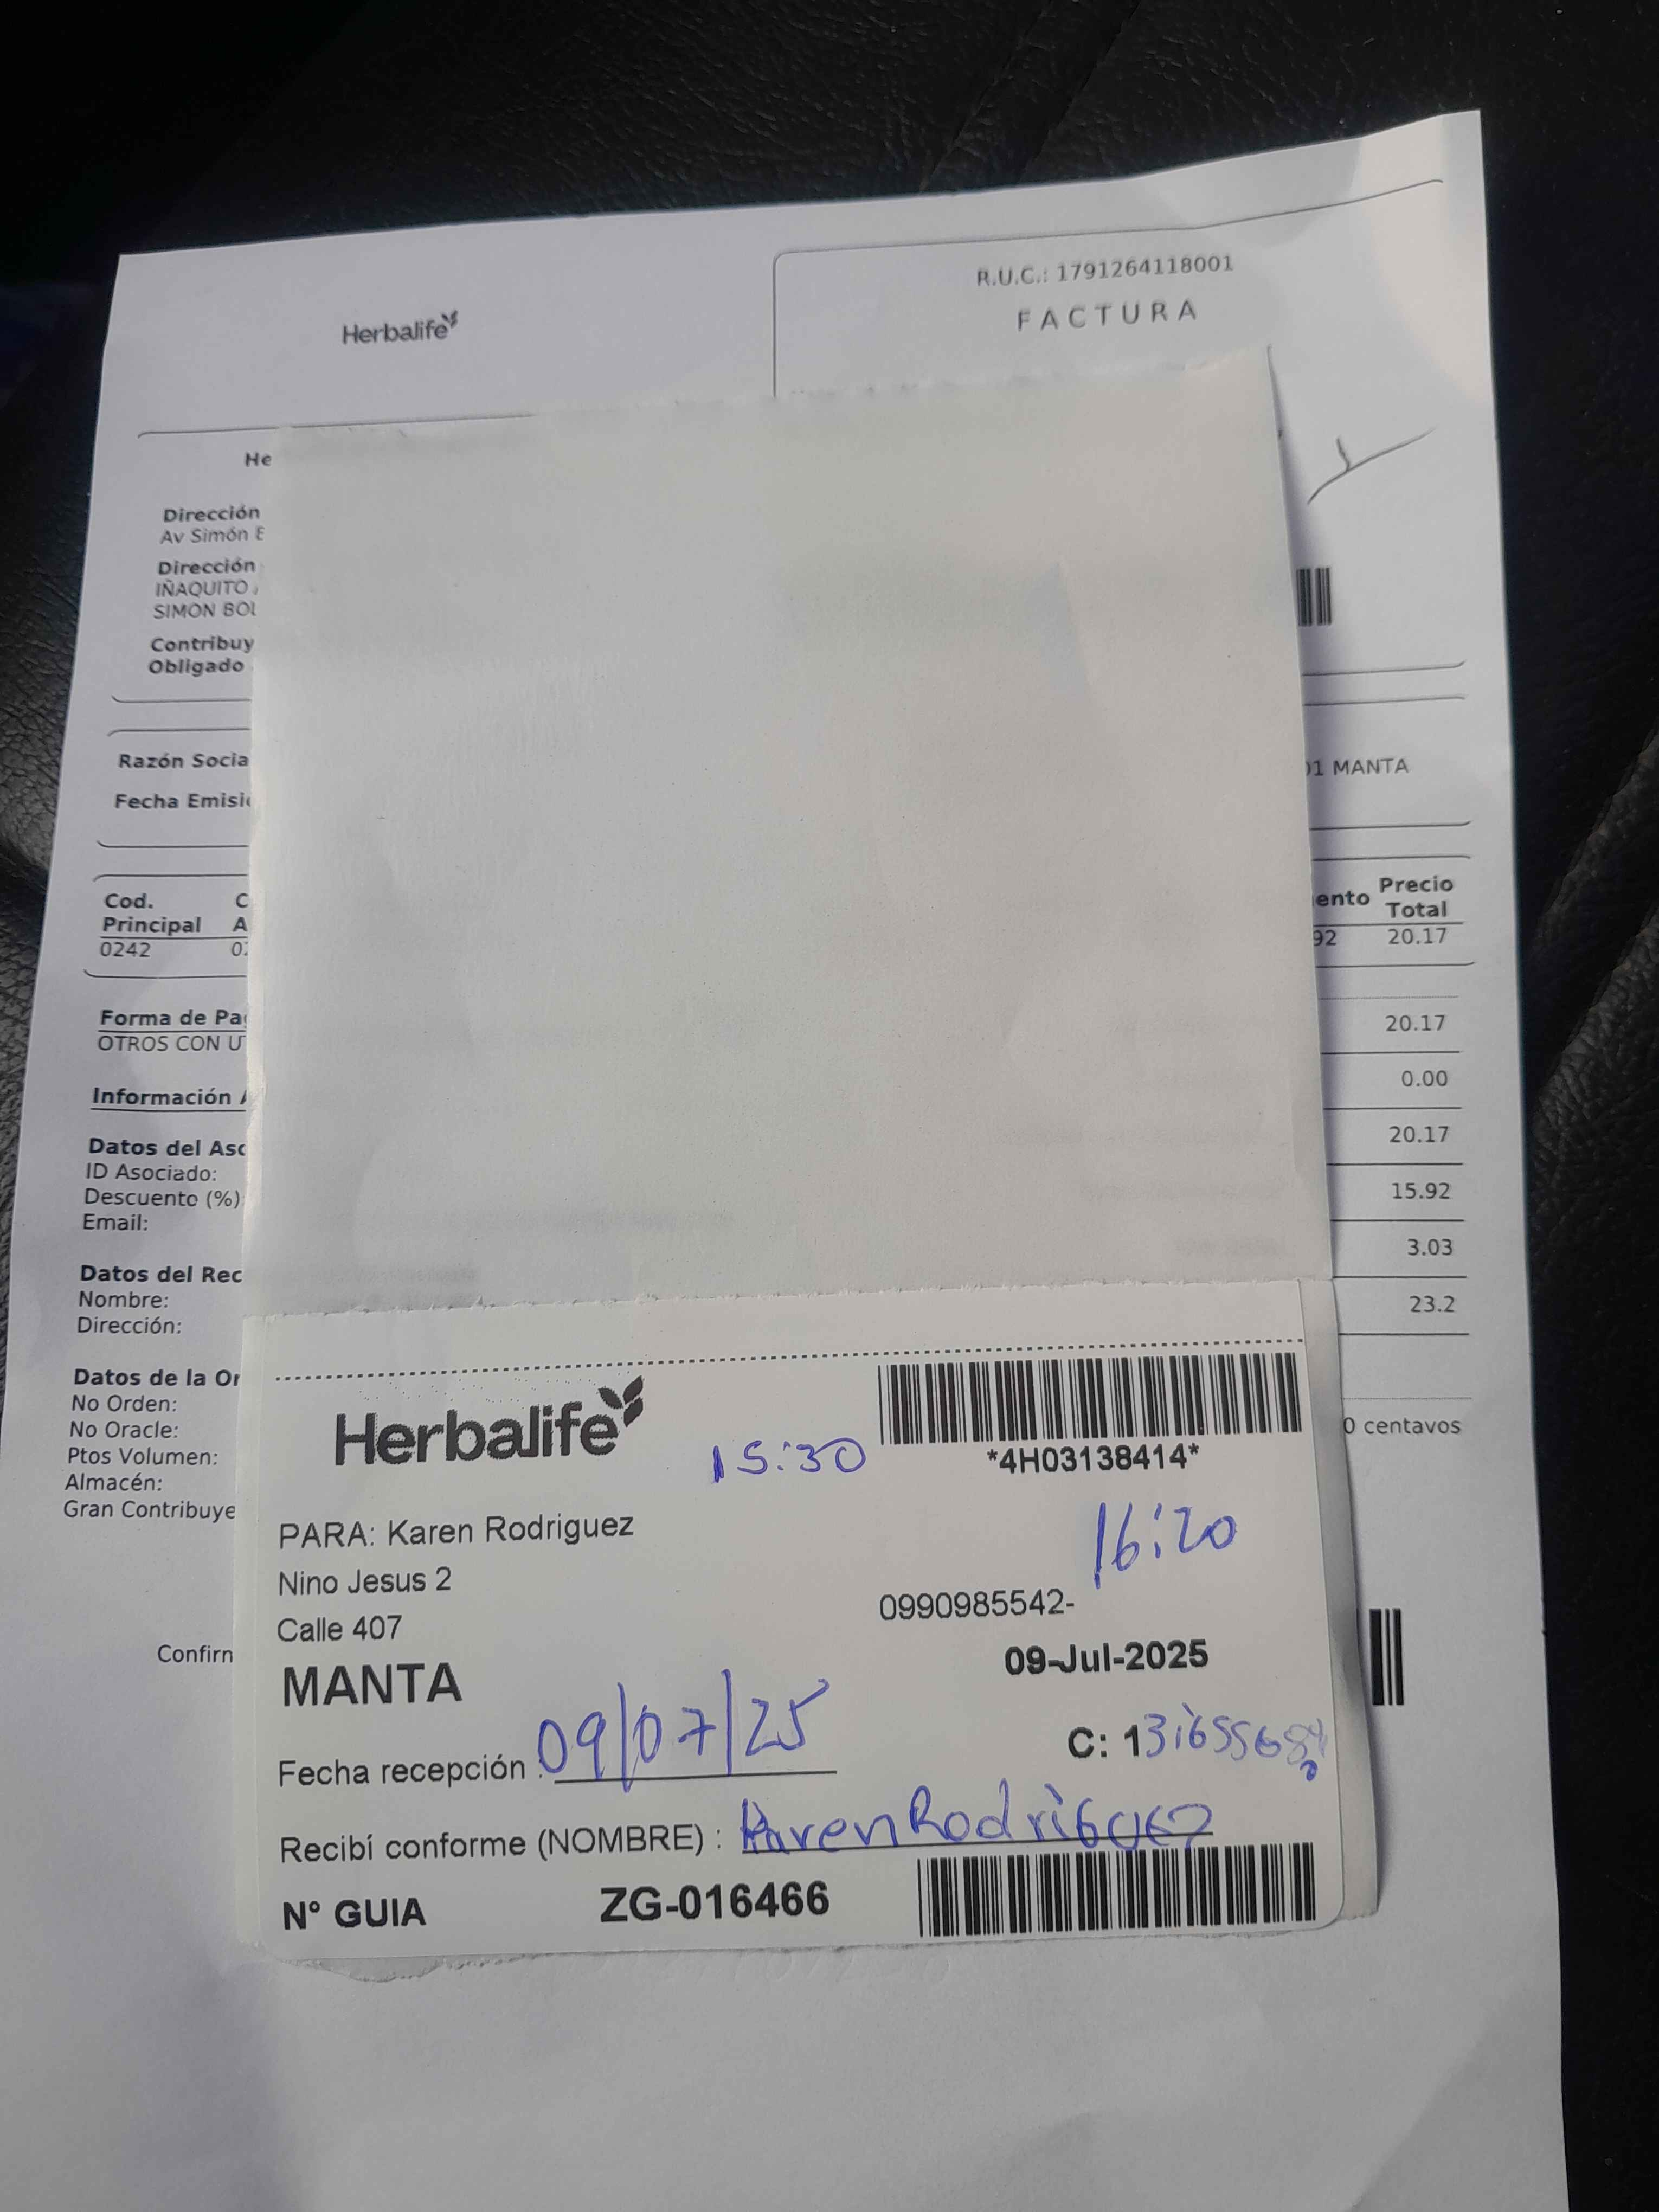 R.U.C.: 1791264118001
FACTURA
Herbalife
He
Dirección
Av Simón
Dirección
IÑAQUITO
SIMON BOL
Contribuy
Obligado
Razón Socia
MANTA
Fecha Emisi
Cod. Principal
Precio Total
ento
0242
92 20.17
Forma de Pa
OTROS CON U
20.17
0.00
Información
20.17
Datos del Aso
ID Asociado:
Descuento (%)
15.92
Email:
3.03
Datos del Rec
Nombre:
23.2
Dirección:
Datos de la Or
No Orden:
No Oracle:
0 centavos
Ptos Volumen:
Almacén:
Gran Contribuye
Confirn
Herbalife
15:30
*4H03138414*
PARA: Karen Rodriguez
16:20
Nino Jesus 2
0990985542-
Calle 407
09-Jul-2025
MANTA
Fecha recepción : 09/07/25
C: 1
Recibí conforme (NOMBRE) : Karen Rodriguez
N° GUIA ZG-016466